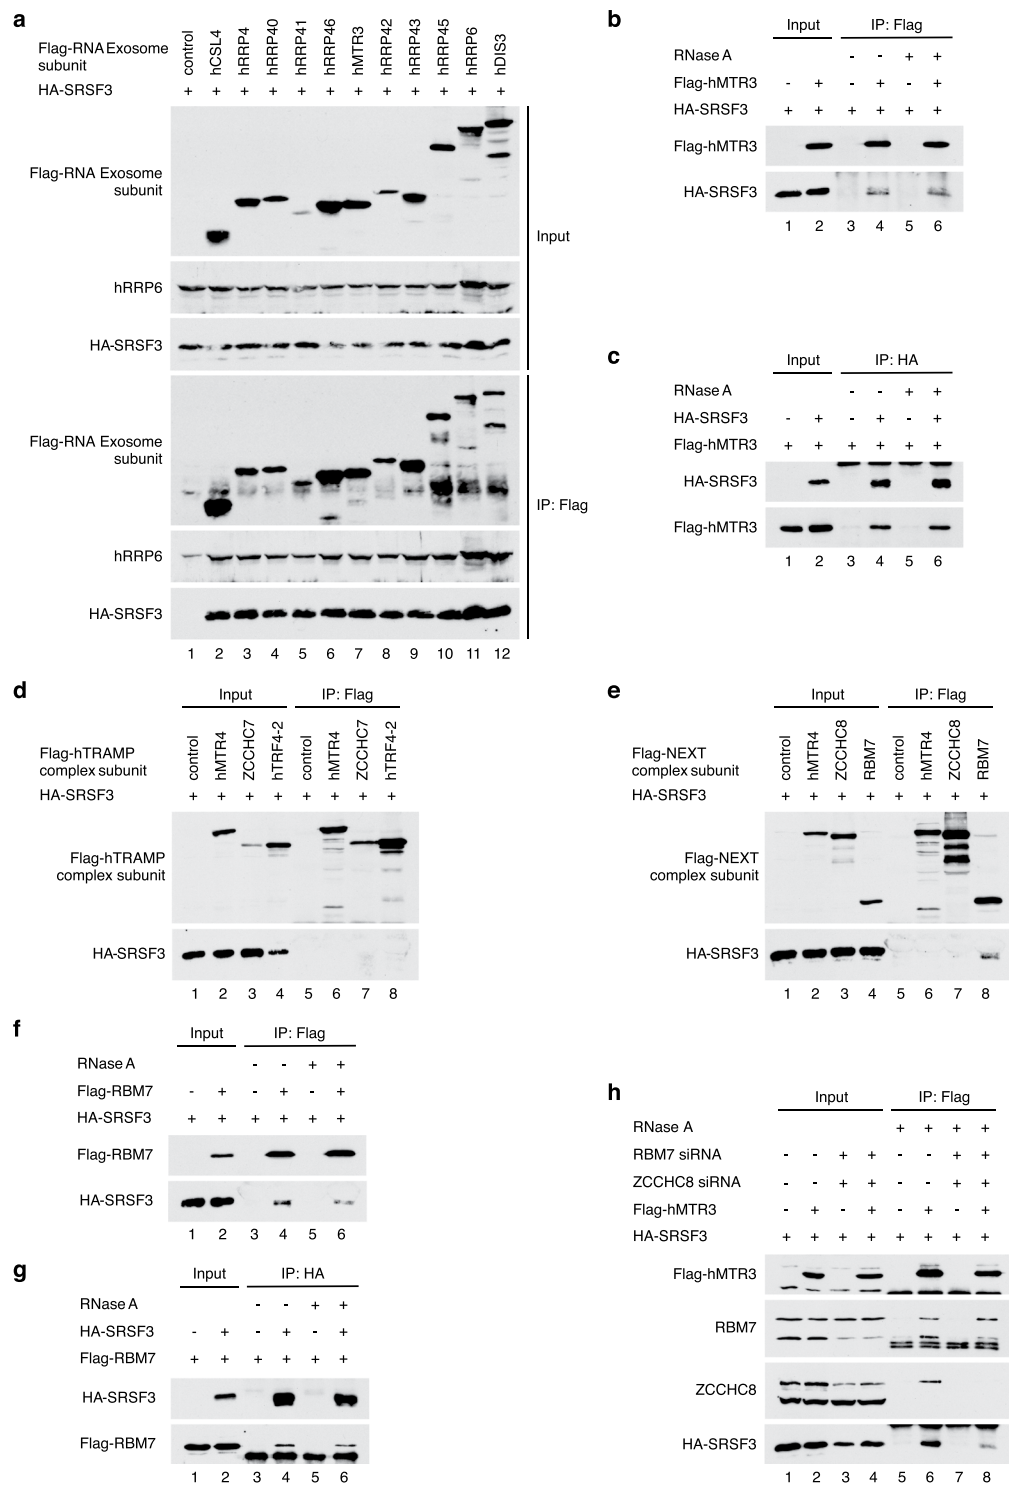 a
Flag-RNA Exosome
subunit
control
hCSL4
hRRP4
hRRP40
hRRP41
hRRP46
hMTR3
hRRP42
hRRP43
hRRP45
hRRP6
hDIS3
HA-SRSF3
+ + + + + + + + + + + +
Flag-RNA Exosome
subunit
hRRP6
HA-SRSF3
Input
Flag-RNA Exosome
subunit
hRRP6
HA-SRSF3
IP: Flag
1 2 3 4 5 6 7 8 9 10 11 12
b
Input IP: Flag
RNase A - - + +
Flag-hMTR3 - + - + - +
HA-SRSF3 + + + + + +
Flag-hMTR3
HA-SRSF3
1 2 3 4 5 6
c
Input IP: HA
RNase A - - + +
HA-SRSF3 - + - + - +
Flag-hMTR3 + + + + + +
HA-SRSF3
Flag-hMTR3
1 2 3 4 5 6
d
Input IP: Flag
Flag-hTRAMP
complex subunit
control
hMTR4
ZCCHC7
hTRF4-2
control
hMTR4
ZCCHC7
hTRF4-2
HA-SRSF3 + + + + + + + +
Flag-hTRAMP
complex subunit
HA-SRSF3
1 2 3 4 5 6 7 8
e
Input IP: Flag
Flag-NEXT
complex subunit
control
hMTR4
ZCCHC8
RBM7
control
hMTR4
ZCCHC8
RBM7
HA-SRSF3 + + + + + + + +
Flag-NEXT
complex subunit
HA-SRSF3
1 2 3 4 5 6 7 8
f
Input IP: Flag
RNase A - - + +
Flag-RBM7 - + - + - +
HA-SRSF3 + + + + + +
Flag-RBM7
HA-SRSF3
1 2 3 4 5 6
g
Input IP: HA
RNase A - - + +
HA-SRSF3 - + - + - +
Flag-RBM7 + + + + + +
HA-SRSF3
Flag-RBM7
1 2 3 4 5 6
h
Input IP: Flag
RNase A + + + +
RBM7 siRNA - - + + - - + +
ZCCHC8 siRNA - - + + - - + +
Flag-hMTR3 - + - + - + - +
HA-SRSF3 + + + + + + + +
Flag-hMTR3
RBM7
ZCCHC8
HA-SRSF3
1 2 3 4 5 6 7 8